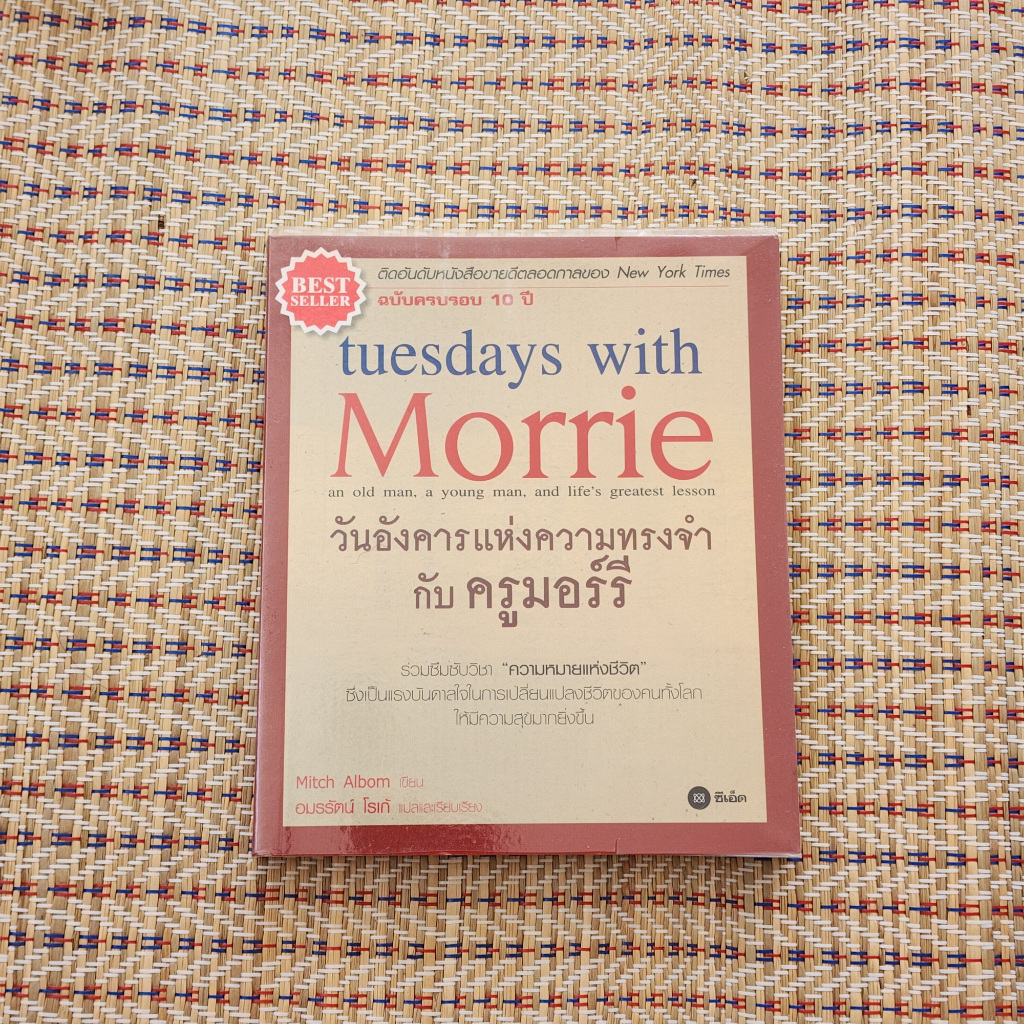 BEST
SELLER
ติดอันดับหนังสือขายดีตลอดกาลของ New York Times
ฉบับครบรอบ 10 ปี
tuesdays with
Morrie
an old man, a young man, and life's greatest lesson
วันอังคารแห่งความทรงจำ
กับ ครูมอร์รี
ร่วมซึมซับวิชา "ความหมายแห่งชีวิต"
ซึ่งเป็นแรงบันดาลใจในการเปลี่ยนแปลงชีวิตของคนทั้งโลก
ให้มีความสุขมากยิ่งขึ้น
Mitch Albom เขียน
อมรรัตน์ โรเก้ แปลและเรียบเรียง
ซีเอ็ด